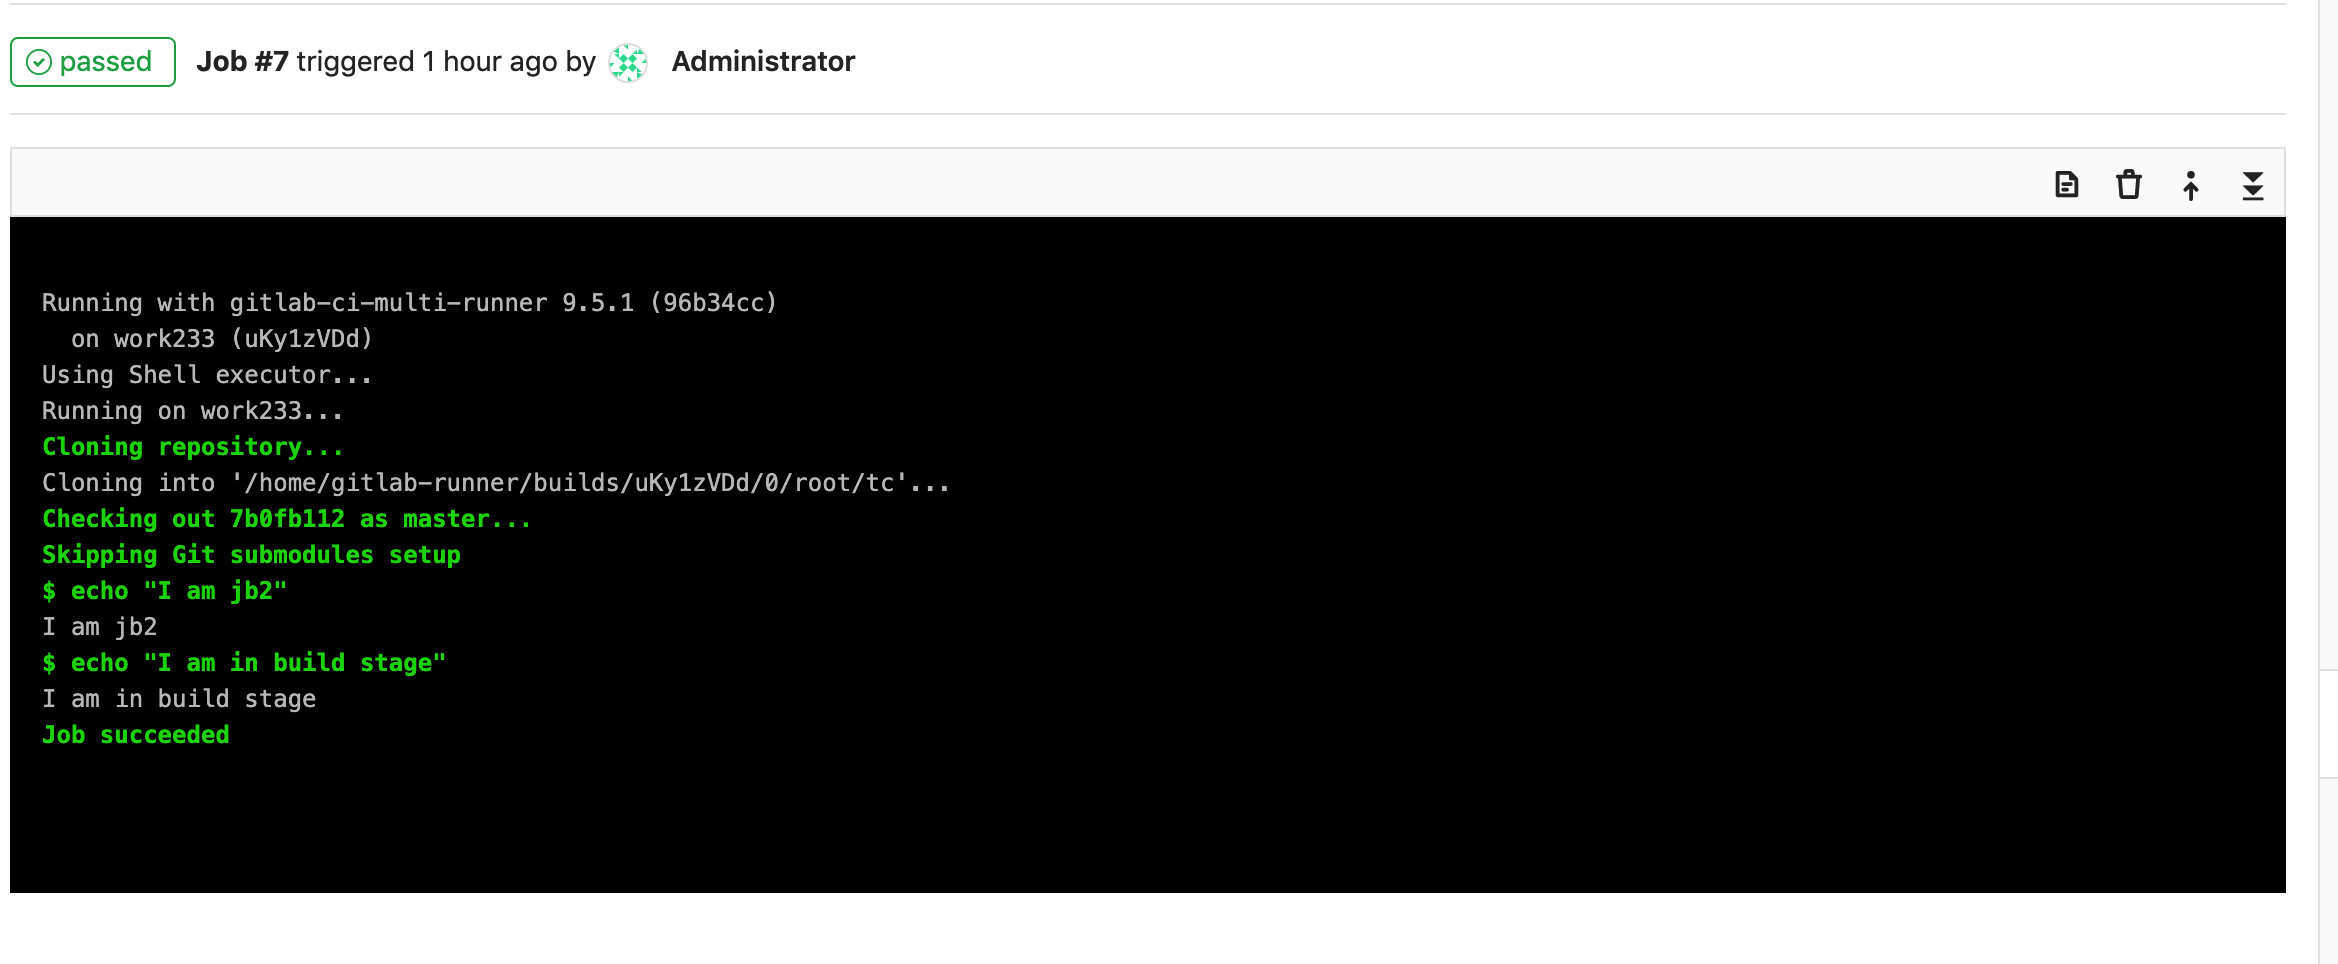 passed Job #7 triggered 1 hour ago by Administrator
Running with gitlab-ci-multi-runner 9.5.1 (96b34cc)
  on work233 (uKy1zVDd)
Using Shell executor...
Running on work233...
Cloning repository...
Cloning into '/home/gitlab-runner/builds/uKy1zVDd/0/root/tc'...
Checking out 7b0fb112 as master...
Skipping Git submodules setup
$ echo "I am jb2"
I am jb2
$ echo "I am in build stage"
I am in build stage
Job succeeded